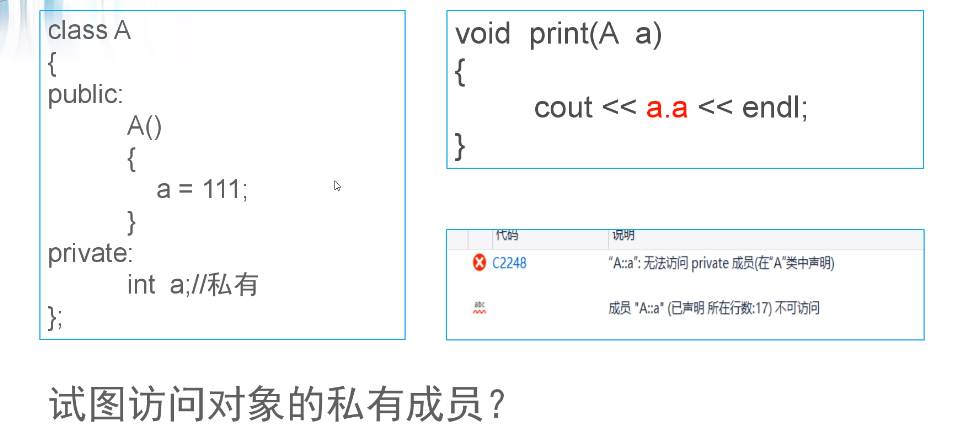 class A
{
public:
A()
{
a = 111;
}
private:
int a;//私有
};
void print(A a)
{
cout << a.a << endl;
}
代码 说明
C2248 “A::a”: 无法访问 private 成员(在“A”类中声明)
abc 成员 "A::a" (已声明 所在行数:17) 不可访问
试图访问对象的私有成员？